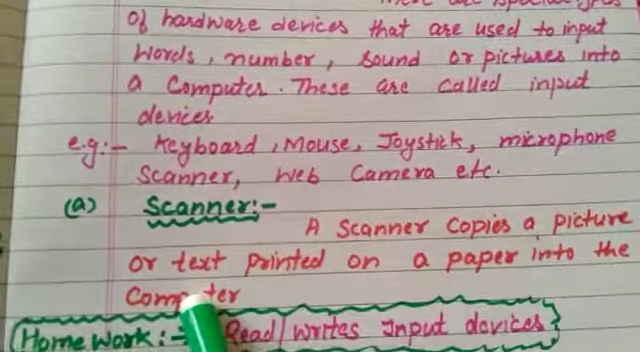 of hardware devices that are used to input
words, number, sound or pictures into
a Computer. These are called input
devices
e.g:- Keyboard, Mouse, Joystick, microphone
Scanner, Web Camera etc.
(a) Scanner:-
A Scanner Copies a picture
or text printed on a paper into the
Computer
Home Work:-> Read/Writes Input devices